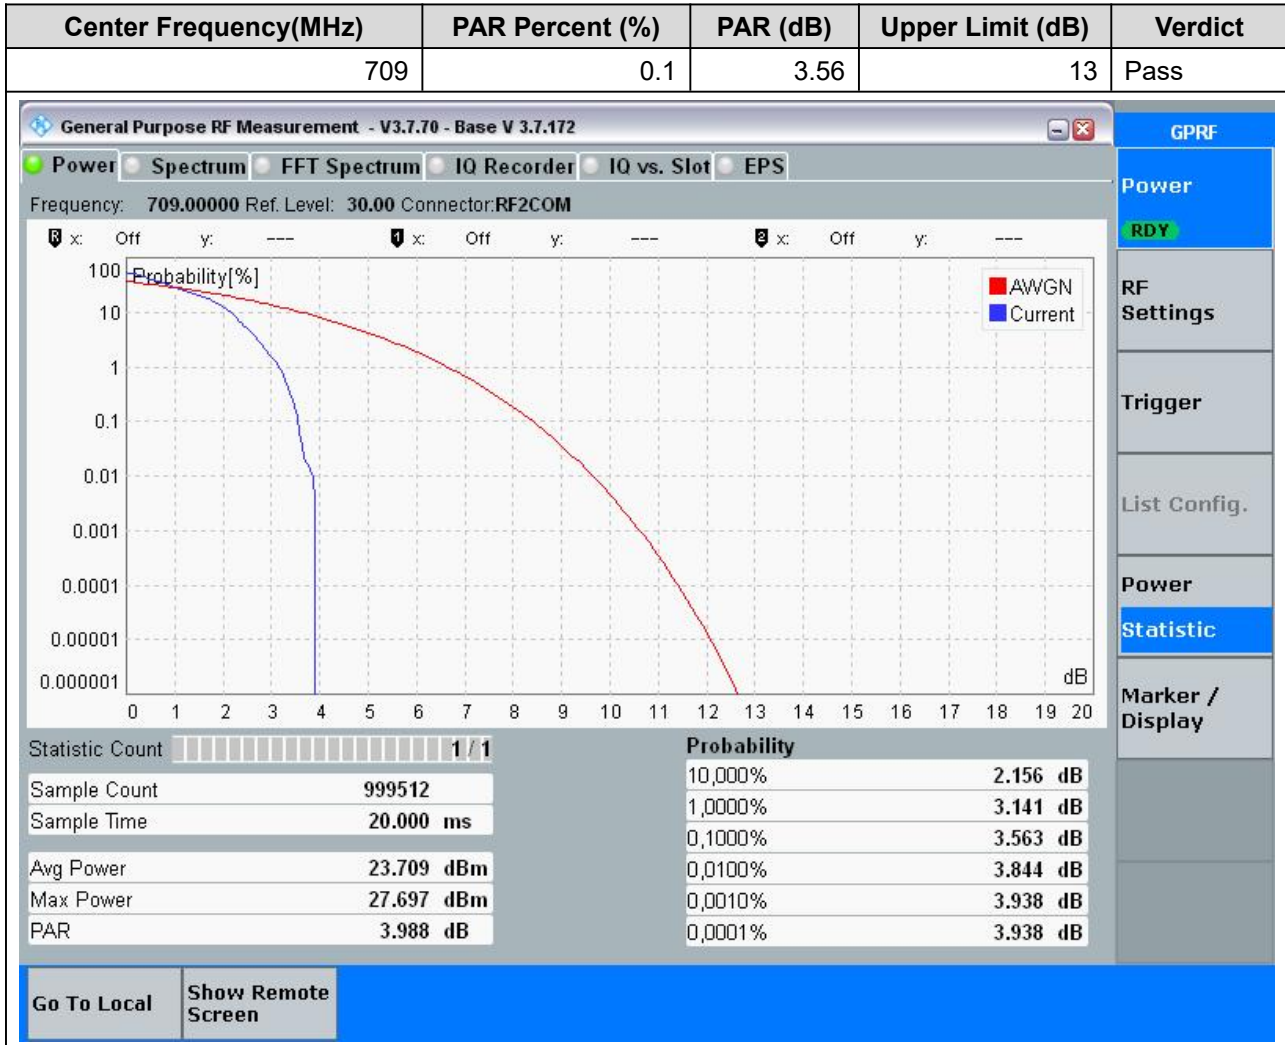 Center Frequency(MHz) PAR Percent (%) PAR (dB) Upper Limit (dB) Verdict
709 0.1 3.56 13 Pass
General Purpose RF Measurement - V3.7.70 - Base V 3.7.172
GPRF
Power Spectrum FFT Spectrum IQ Recorder IQ vs. Slot EPS
Power
RDY
Frequency: 709.00000 Ref. Level: 30.00 Connector:RF2COM
R x: Off y: --- 1 x: Off y: --- 2 x: Off y: ---
Probability[%]
AWGN
Current
100
10
1
0.1
0.01
0.001
0.0001
0.00001
0.000001
dB
0 1 2 3 4 5 6 7 8 9 10 11 12 13 14 15 16 17 18 19 20
RF
Settings
Trigger
List Config.
Power
Statistic
Marker /
Display
Statistic Count 1 / 1
Sample Count 999512
Sample Time 20.000 ms
Avg Power 23.709 dBm
Max Power 27.697 dBm
PAR 3.988 dB
Probability
10,000% 2.156 dB
1,0000% 3.141 dB
0,1000% 3.563 dB
0,0100% 3.844 dB
0,0010% 3.938 dB
0,0001% 3.938 dB
Go To Local
Show Remote
Screen